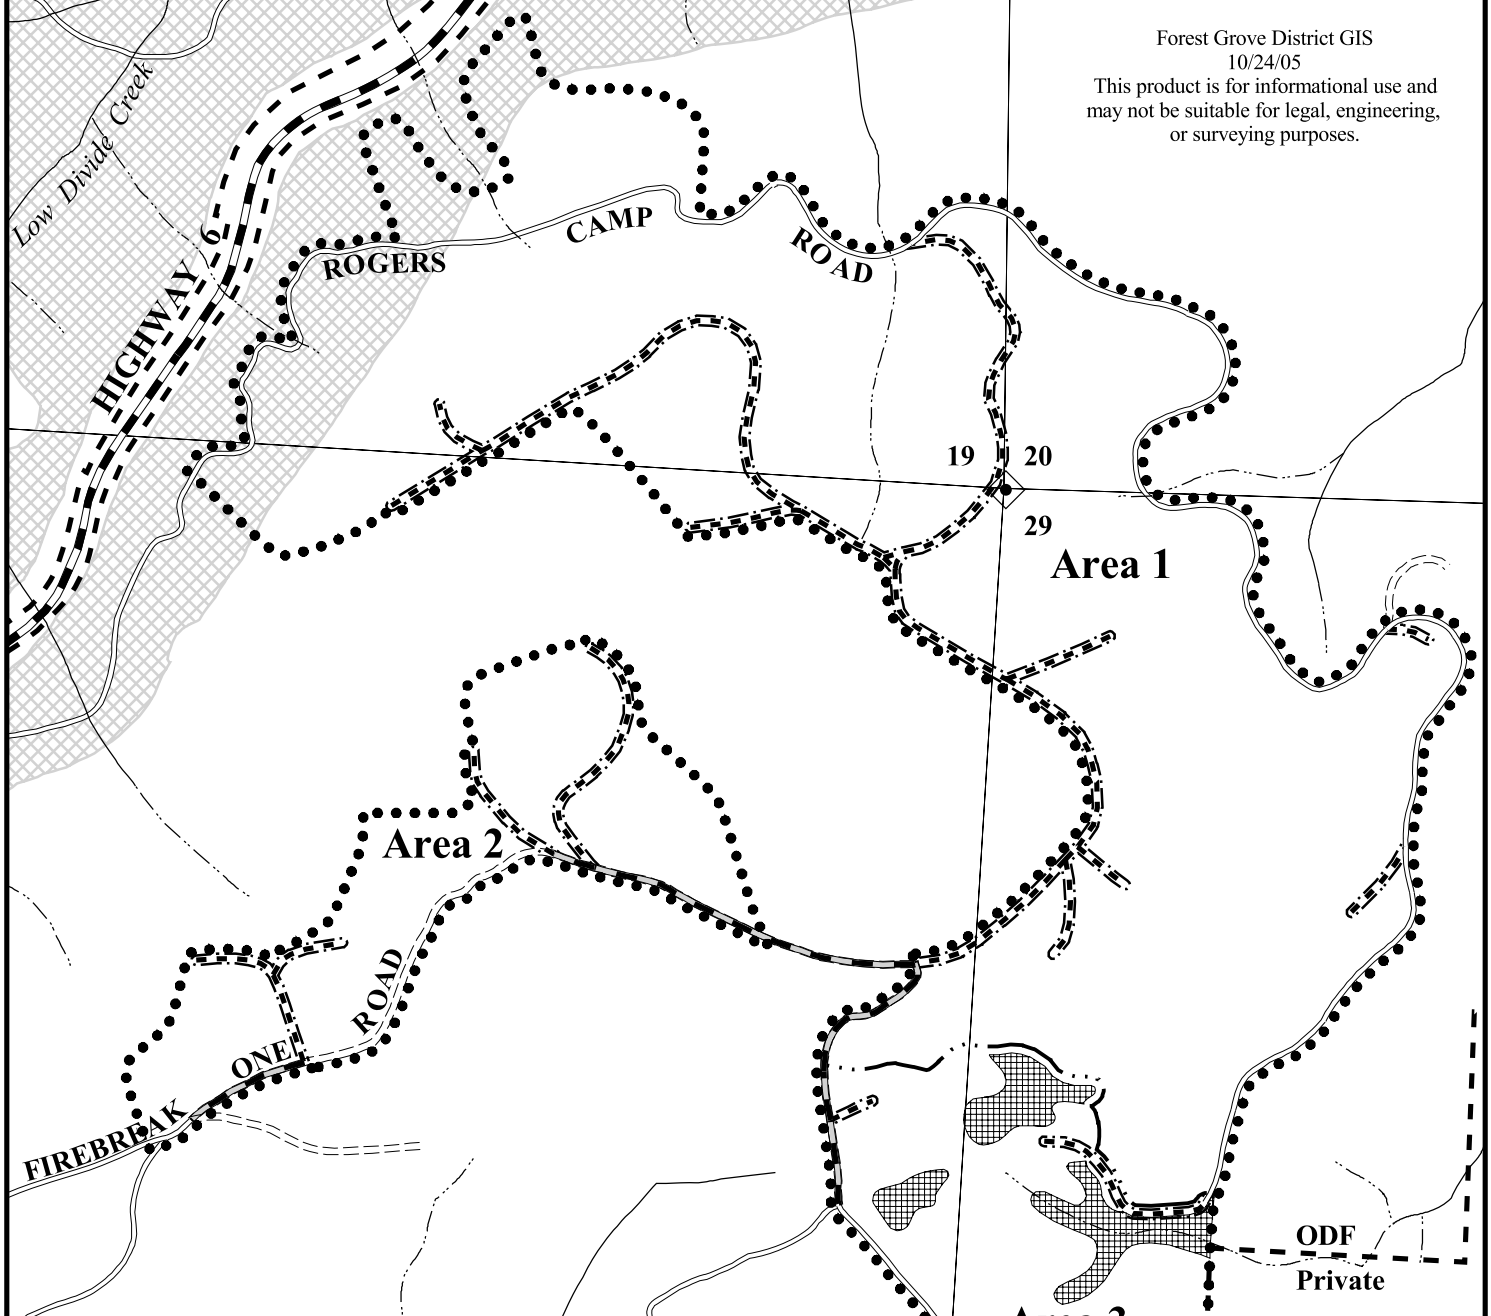 Forest Grove District GIS
10/24/05
This product is for informational use and
may not be suitable for legal, engineering,
or surveying purposes.
Low Divide Creek
HIGHWAY 6
ROGERS CAMP ROAD
19 20
29
Area 1
Area 2
FIREBREAK ONE ROAD
ODF
Private
Area 3